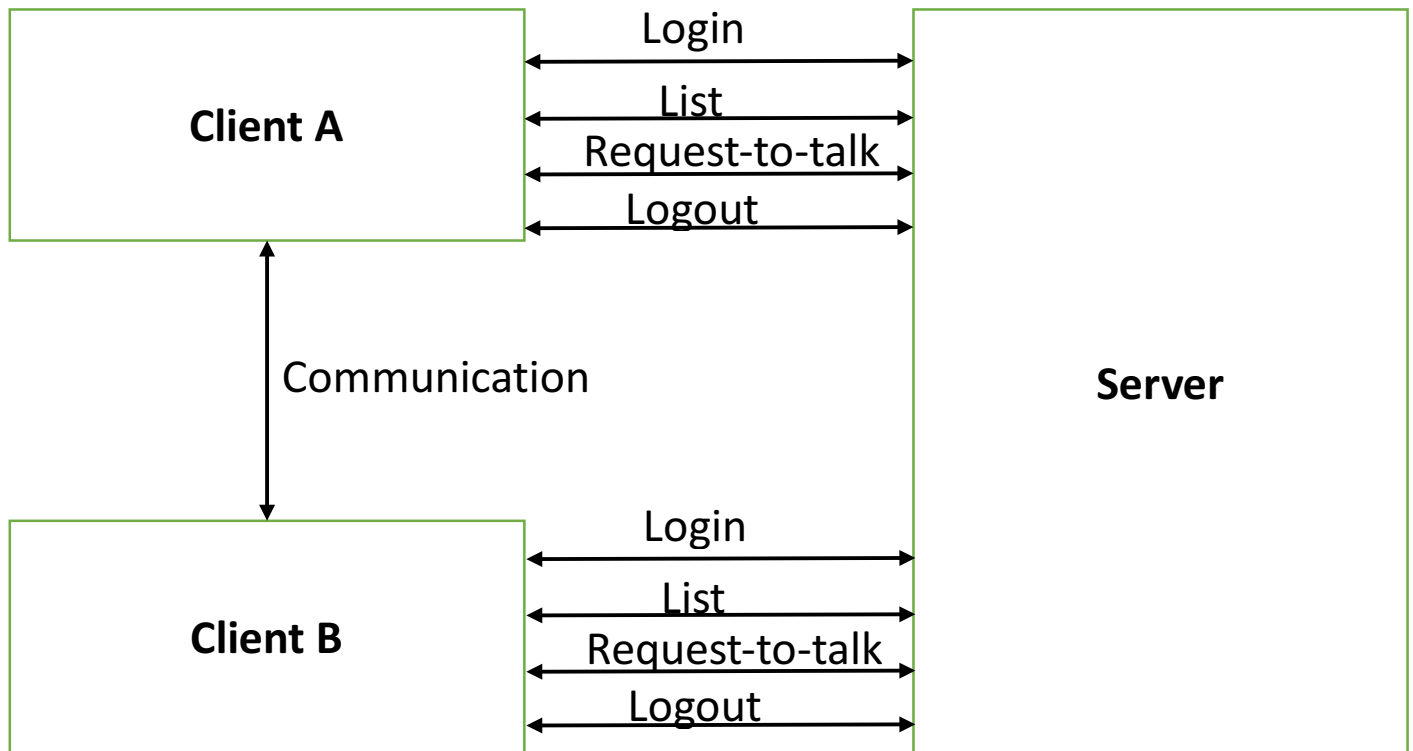 Login
List
Client A
Request-to-talk
Logout
Communication
Server
Login
List
Client B
Request-to-talk
Logout